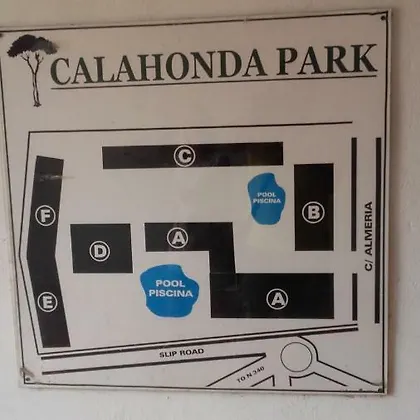 CALAHONDA PARK
C
POOL
PISCINA
F
B
A
D
C/ ALMERIA
POOL
PISCINA
E
A
SLIP ROAD
TO N 340